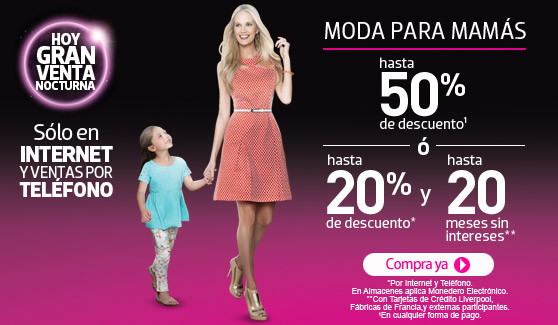 HOY
GRAN
VENTA
NOCTURNA
Sólo en
INTERNET
Y VENTAS POR
TELÉFONO
MODA PARA MAMÁS
hasta
50%
de descuento¹
ó
hasta
20%
de descuento*
y
hasta
20
meses sin
intereses**
Compra ya
*Por Internet y Teléfono.
En Almacenes aplica Monedero Electrónico.
**Con Tarjetas de Crédito Liverpool,
Fábricas de Francia,y externas participantes.
¹En cualquier forma de pago.